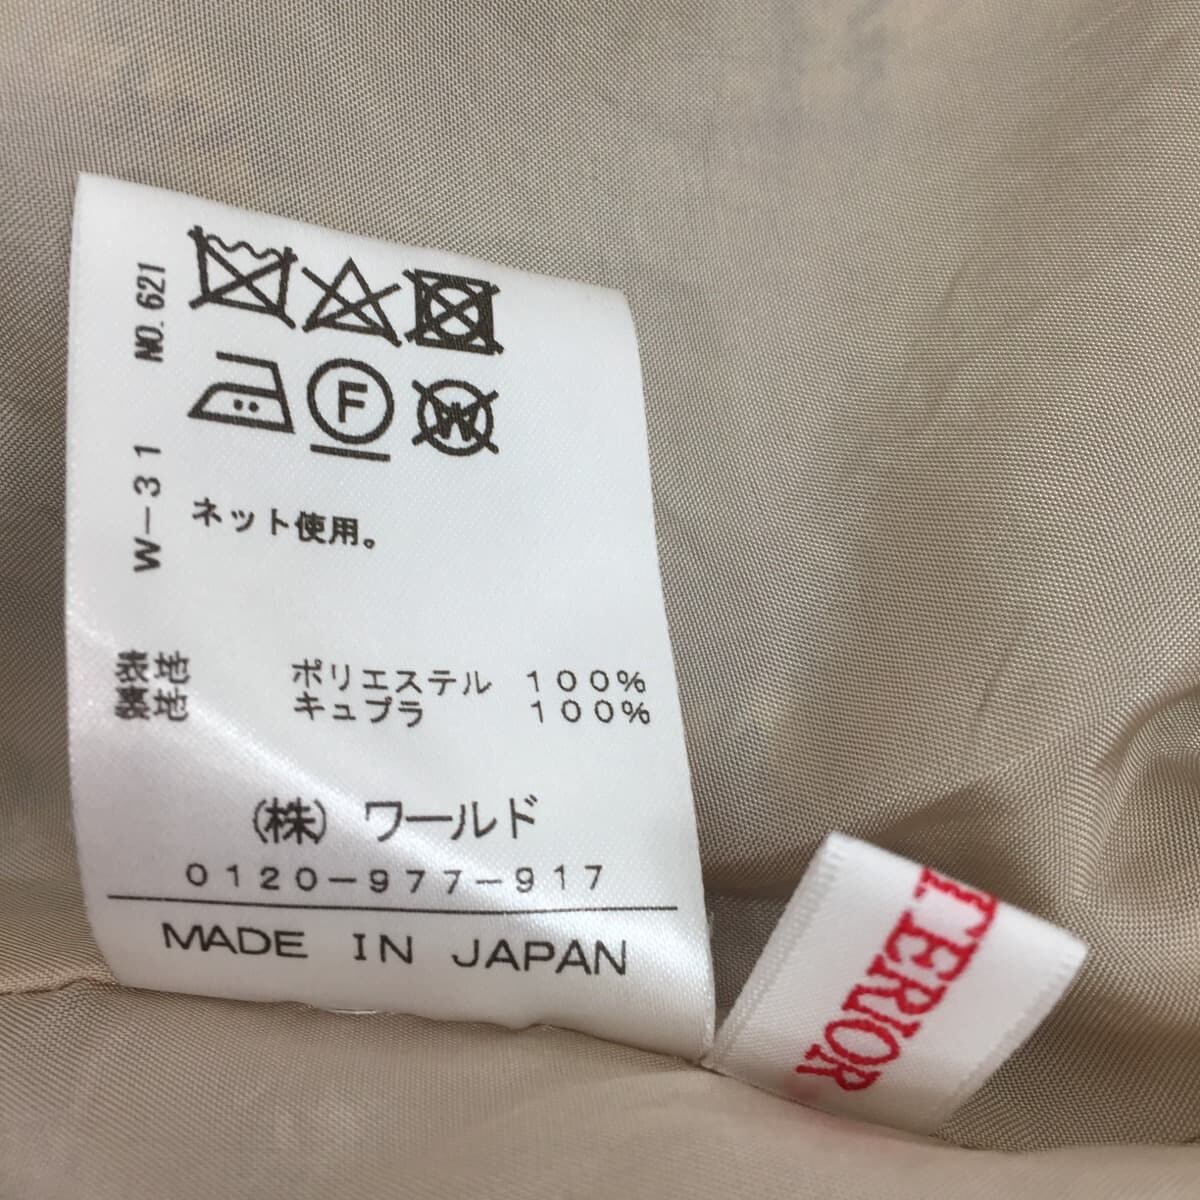 W-31 NO.621
F
W
ネット使用。
表地 ポリエステル 100%
裏地 キュプラ 100%
(株) ワールド
0120-977-917
MADE IN JAPAN
TERIOR